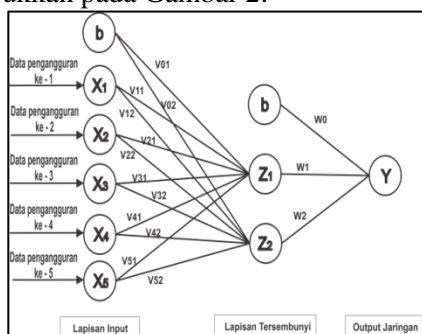 ukkan pada Gambar 2.
b
Data pengangguran
ke - 1
X1
V01
V11
V02
V12
Data pengangguran
ke - 2
X2
V21
V22
b
W0
Data pengangguran
ke - 3
X3
V31
V32
Z1
W1
Y
Data pengangguran
ke - 4
X4
V41
V42
Z2
W2
Data pengangguran
ke - 5
X5
V51
V52
Lapisan Input
Lapisan Tersembunyi
Output Jaringan